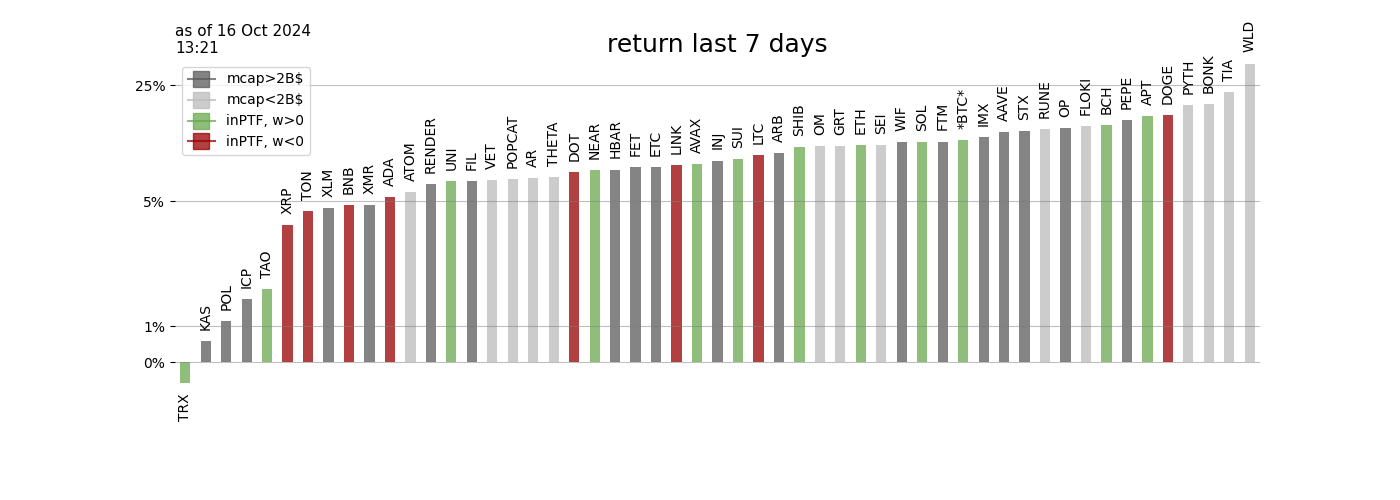 as of 16 Oct 2024
13:21
return last 7 days
mcap>2B$
mcap<2B$
inPTF, w>0
inPTF, w<0
25%
5%
1%
0%
TRX
KAS
POL
ICP
TAO
XRP
TON
XLM
BNB
XMR
ADA
ATOM
RENDER
UNI
FIL
VET
POPCAT
AR
THETA
DOT
NEAR
HBAR
FET
ETC
LINK
AVAX
INJ
SUI
LTC
ARB
SHIB
OM
GRT
ETH
SEI
WIF
SOL
FTM
*BTC*
IMX
AAVE
STX
RUNE
OP
FLOKI
BCH
PEPE
APT
DOGE
PYTH
BONK
TIA
WLD